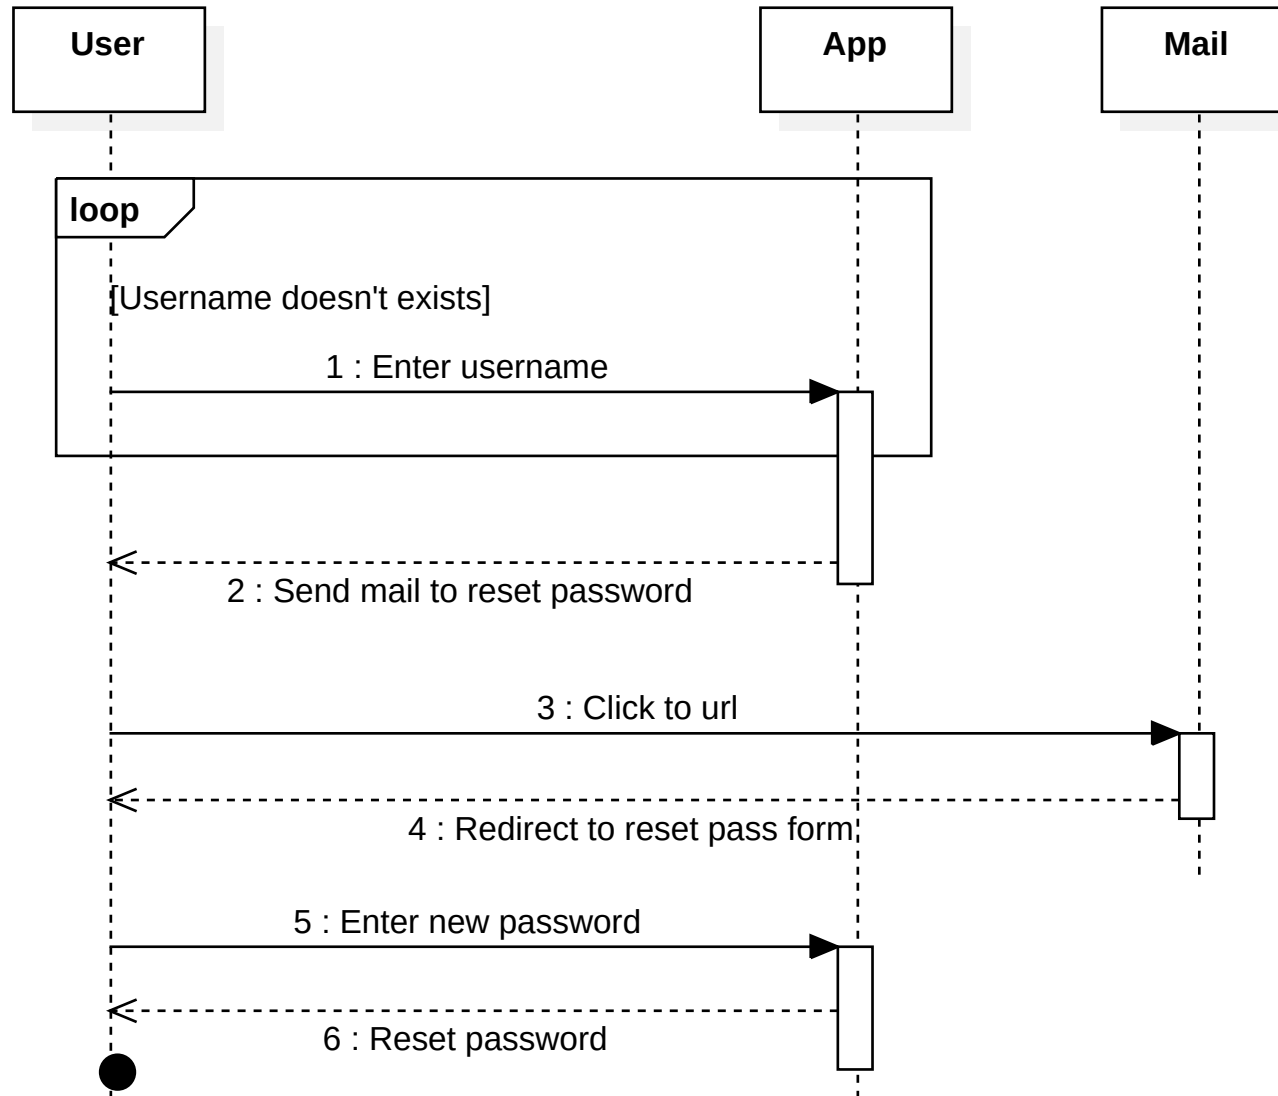 User
App
Mail
loop
[Username doesn't exists]
1 : Enter username
2 : Send mail to reset password
3 : Click to url
4 : Redirect to reset pass form
5 : Enter new password
6 : Reset password